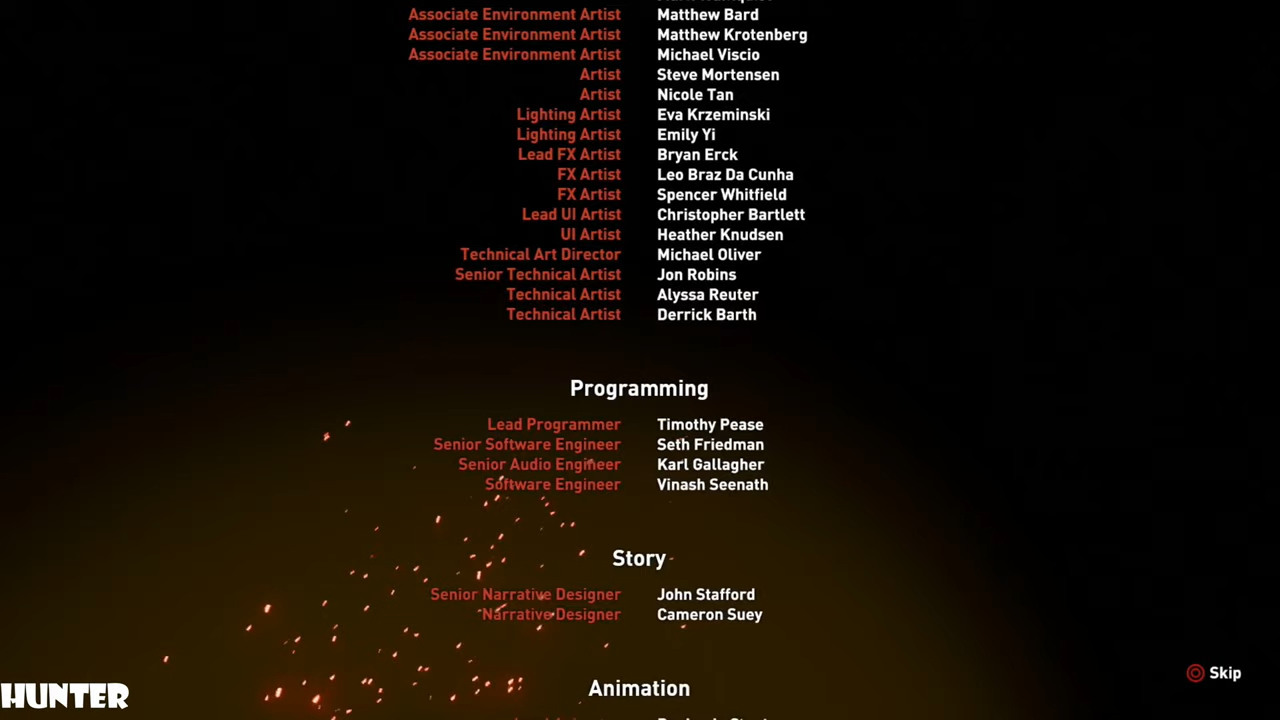 Associate Environment Artist Matthew Bard
Associate Environment Artist Matthew Krotenberg
Associate Environment Artist Michael Viscio
Artist Steve Mortensen
Artist Nicole Tan
Lighting Artist Eva Krzeminski
Lighting Artist Emily Yi
Lead FX Artist Bryan Erck
FX Artist Leo Braz Da Cunha
FX Artist Spencer Whitfield
Lead UI Artist Christopher Bartlett
UI Artist Heather Knudsen
Technical Art Director Michael Oliver
Senior Technical Artist Jon Robins
Technical Artist Alyssa Reuter
Technical Artist Derrick Barth
Programming
Lead Programmer Timothy Pease
Senior Software Engineer Seth Friedman
Senior Audio Engineer Karl Gallagher
Software Engineer Vinash Seenath
Story
Senior Narrative Designer John Stafford
Narrative Designer Cameron Suey
Skip
HUNTER
Animation